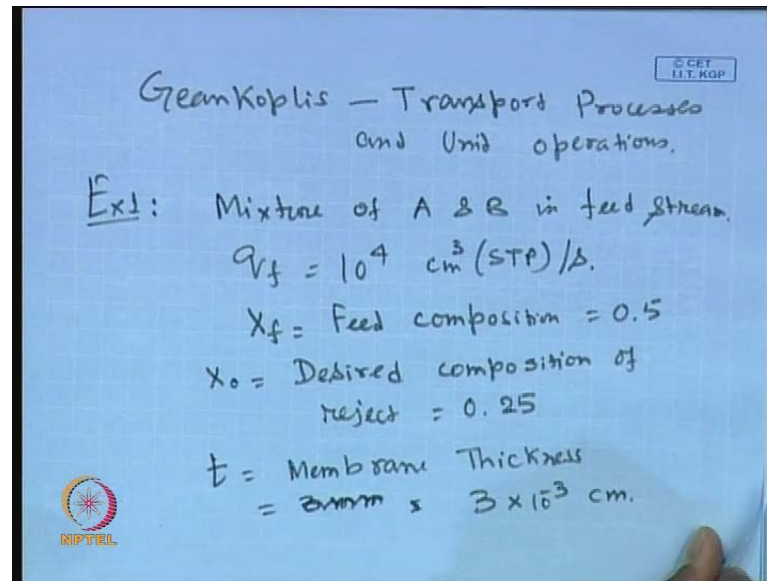 © CET
I.I.T. KGP
Geankoplis – Transport Processes
and Unit operations.
Ex1: Mixture of A & B in feed stream.
qf = 10⁴ cm³ (STP)/s.
xf = Feed composition = 0.5
xo = Desired composition of
reject = 0.25
t = Membrane Thickness
= 3 × 10⁻³ cm.
NPTEL